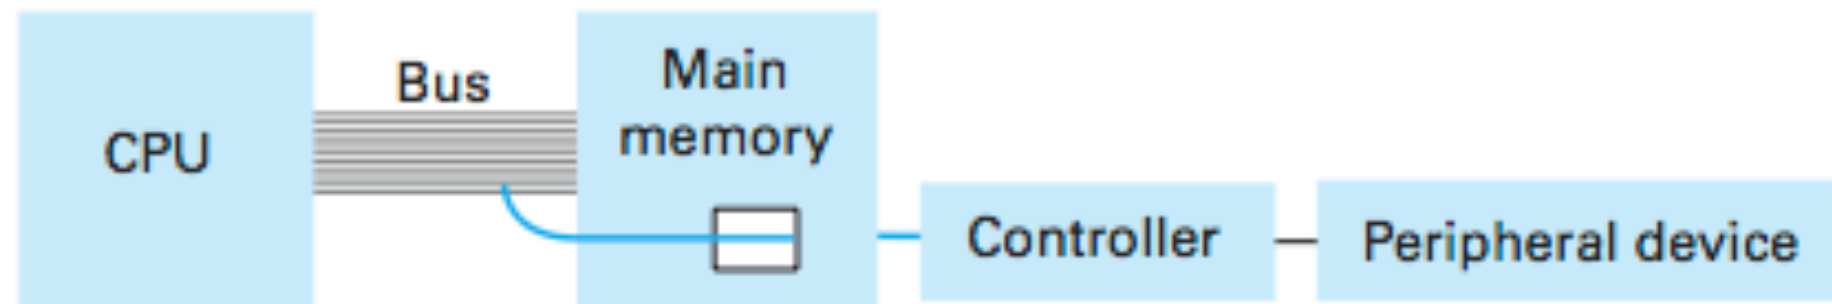 CPU
Bus
Main
memory
Controller
Peripheral device